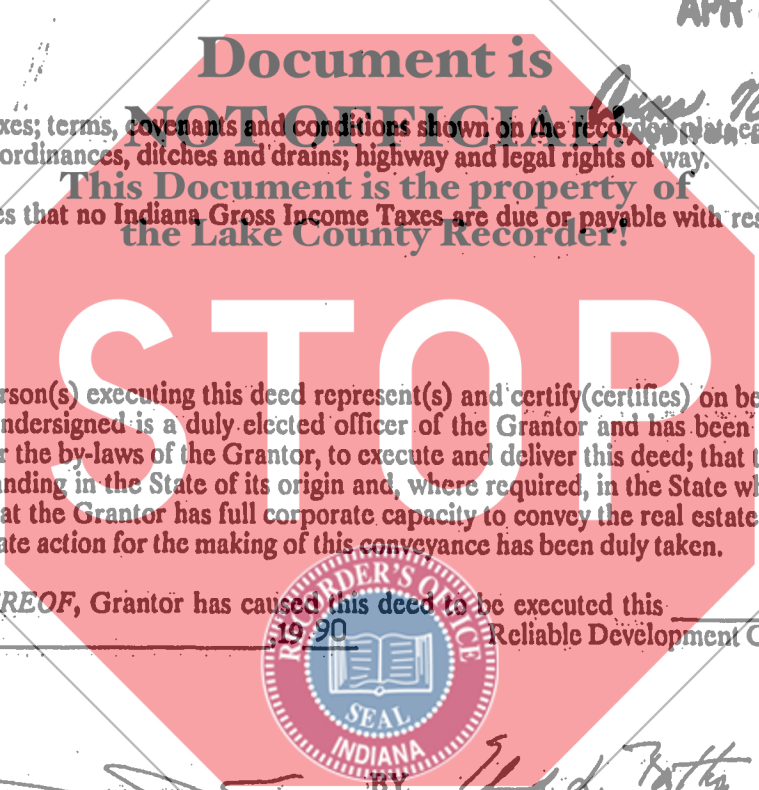 APR
Document is
NOT OFFICIAL!
xes; terms, covenants and conditions shown on the recorded plat
ordinances, ditches and drains; highway and legal rights of way.
This Document is the property of
es that no Indiana Gross Income Taxes are due or payable with res
the Lake County Recorder!
STOP
rson(s) executing this deed represent(s) and certify(certifies) on be
ndersigned is a duly elected officer of the Grantor and has been
r the by-laws of the Grantor, to execute and deliver this deed; that
nding in the State of its origin and, where required, in the State wh
at the Grantor has full corporate capacity to convey the real estate
ate action for the making of this conveyance has been duly taken.
REOF, Grantor has caused this deed to be executed this
,19 90 Reliable Development C
RECORDER'S OFFICE
SEAL
INDIANA
BY